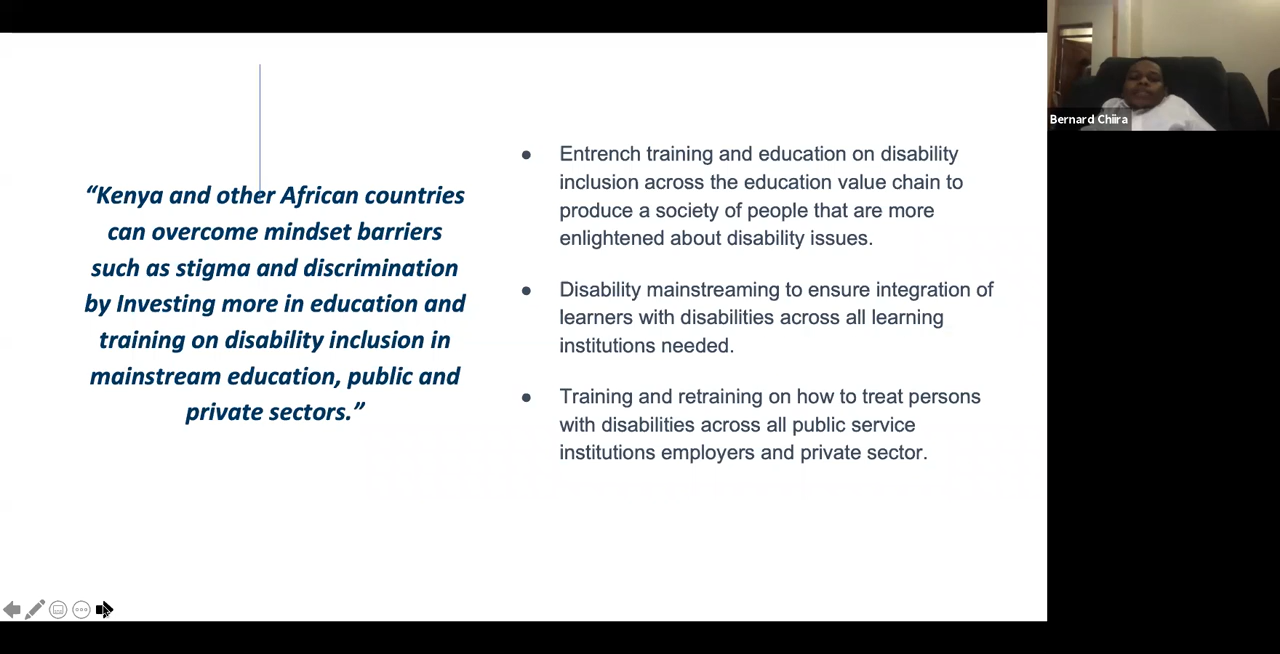 “Kenya and other African countries
can overcome mindset barriers
such as stigma and discrimination
by Investing more in education and
training on disability inclusion in
mainstream education, public and
private sectors.”
● Entrench training and education on disability
inclusion across the education value chain to
produce a society of people that are more
enlightened about disability issues.
● Disability mainstreaming to ensure integration of
learners with disabilities across all learning
institutions needed.
● Training and retraining on how to treat persons
with disabilities across all public service
institutions employers and private sector.
Bernard Chiira